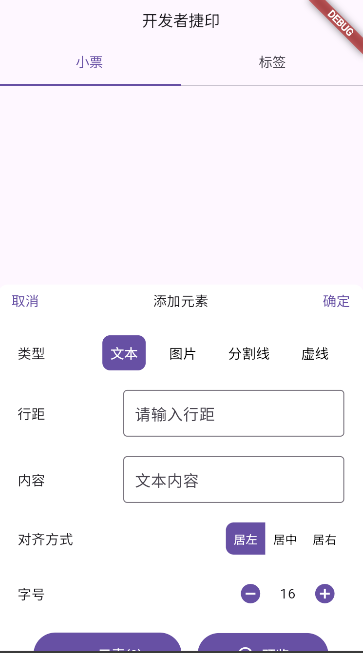 开发者捷印
DEBUG
小票 标签
取消 添加元素 确定
类型 文本 图片 分割线 虚线
行距 请输入行距
内容 文本内容
对齐方式 居左 居中 居右
字号 16